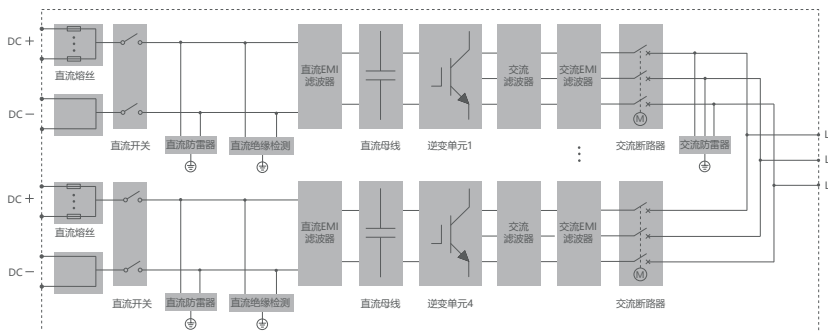 DC +
直流熔丝
DC −
直流开关
直流防雷器
直流绝缘检测
直流EMI
滤波器
直流母线
逆变单元1
交流
滤波器
交流EMI
滤波器
M
交流断路器
交流防雷器
L
L
L
DC +
直流熔丝
DC −
直流开关
直流防雷器
直流绝缘检测
直流EMI
滤波器
直流母线
逆变单元4
交流
滤波器
交流EMI
滤波器
M
交流断路器